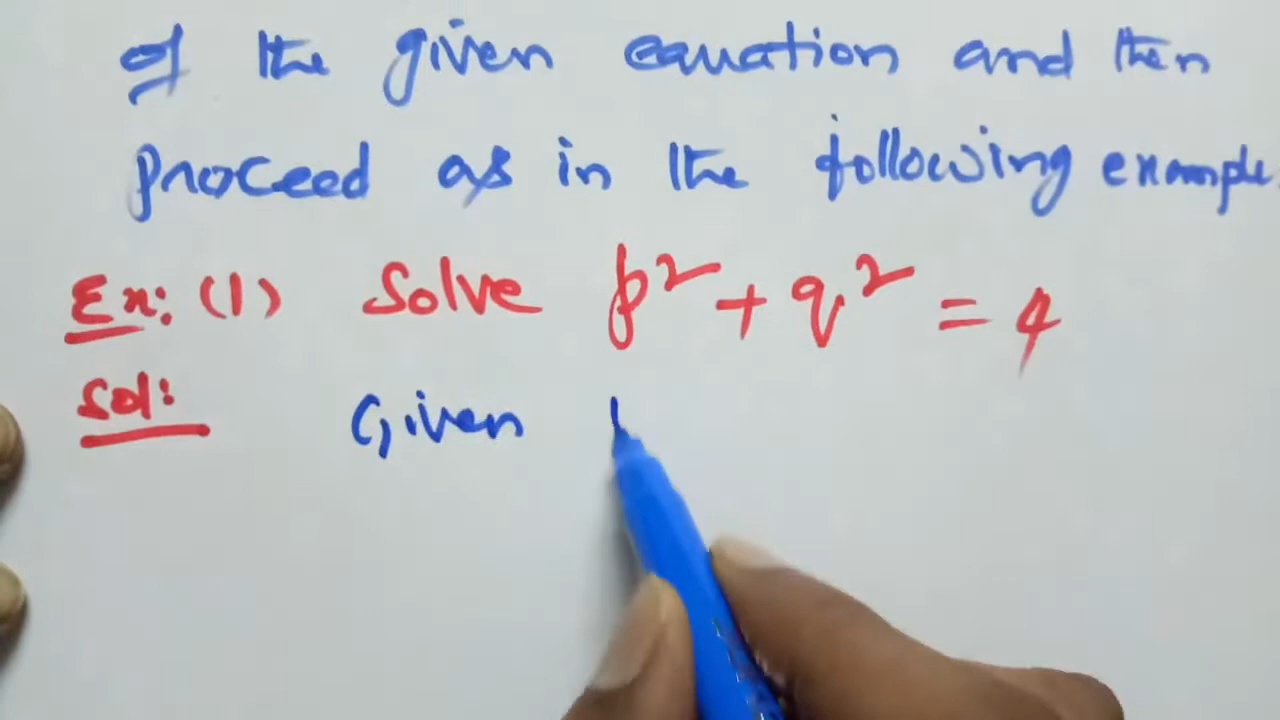 of the given equation and then
proceed as in the following example.
Ex: (1) Solve p² + q² = 4
Sol:
Given